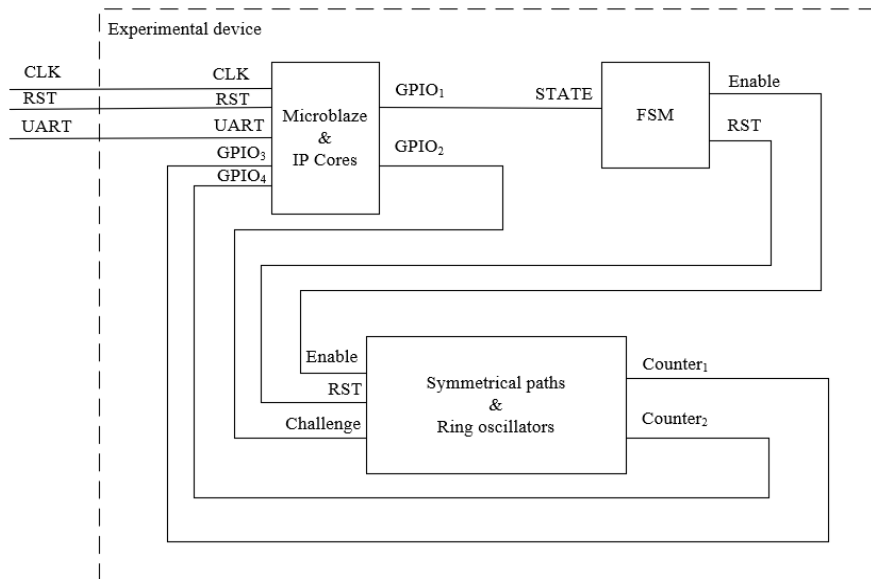 Experimental device
CLK
CLK
RST
RST
UART
UART
GPIO₃
GPIO₄
Microblaze
&
IP Cores
GPIO₁
GPIO₂
STATE
FSM
Enable
RST
Enable
RST
Challenge
Symmetrical paths
&
Ring oscillators
Counter₁
Counter₂